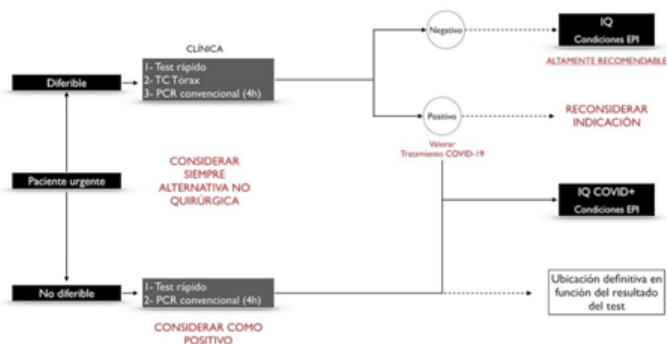 CLÍNICA
Diferible
1- Test rápido
2- TC Tórax
3- PCR convencional (4h)
Negativo
IQ
Condiciones EPI
ALTAMENTE RECOMENDABLE
Positivo
RECONSIDERAR
INDICACIÓN
Valorar
Tratamiento COVID-19
Paciente urgente
CONSIDERAR
SIEMPRE
ALTERNATIVA NO
QUIRÚRGICA
IQ COVID+
Condiciones EPI
No diferible
1- Test rápido
2- PCR convencional (4h)
CONSIDERAR COMO
POSITIVO
Ubicación definitiva en
función del resultado
del test